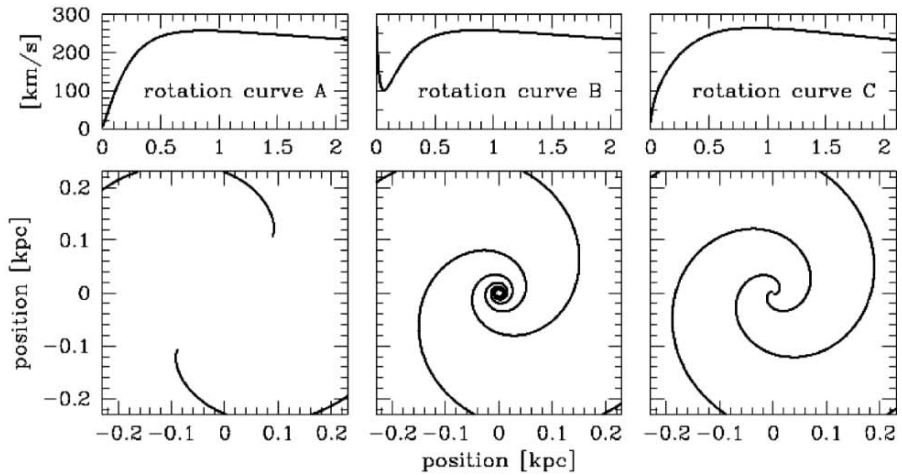 300
200
100
0
[km/s]
rotation curve A
rotation curve B
rotation curve C
0 0.5 1 1.5 2
0 0.5 1 1.5 2
0 0.5 1 1.5 2
0.2
0.1
0
-0.1
-0.2
position [kpc]
-0.2 -0.1 0 0.1 0.2
-0.2 -0.1 0 0.1 0.2
-0.2 -0.1 0 0.1 0.2
position [kpc]